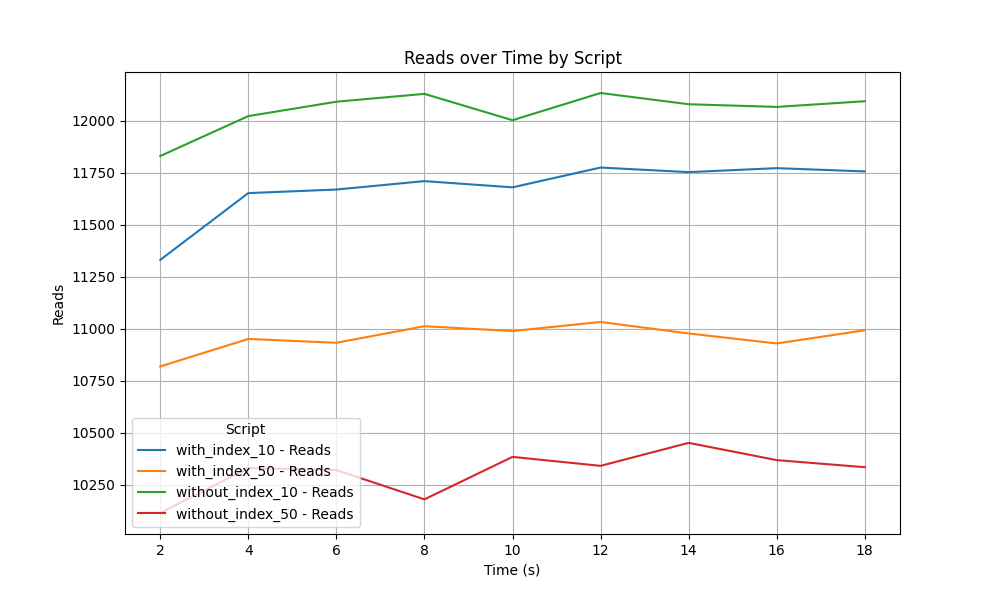 Reads over Time by Script
12000
11750
11500
11250
11000
10750
10500
10250
Reads
Script
with_index_10 - Reads
with_index_50 - Reads
without_index_10 - Reads
without_index_50 - Reads
2 4 6 8 10 12 14 16 18
Time (s)